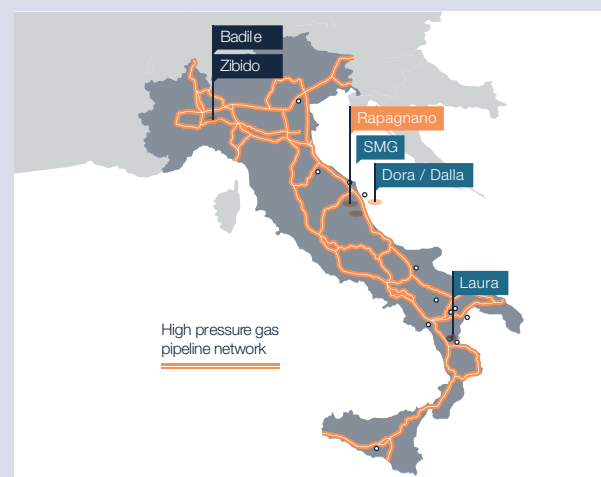 Badile
Zibido
Rapagnano
SMG
Dora / Dalla
Laura
High pressure gas
pipeline network